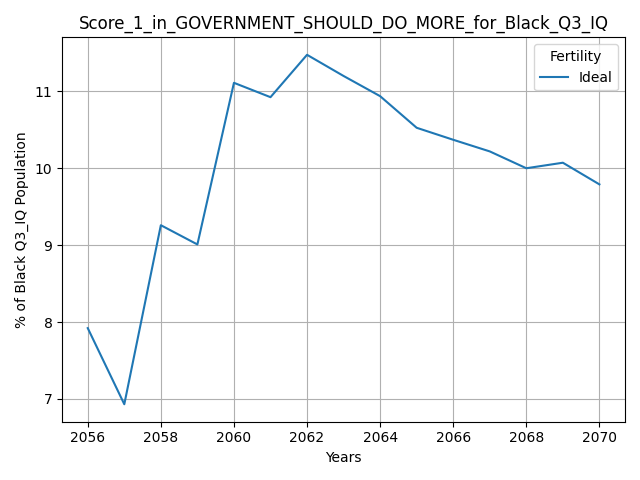 Score_1_in_GOVERNMENT_SHOULD_DO_MORE_for_Black_Q3_IQ
Fertility
Ideal
11
10
9
8
7
% of Black Q3_IQ Population
2056 2058 2060 2062 2064 2066 2068 2070
Years